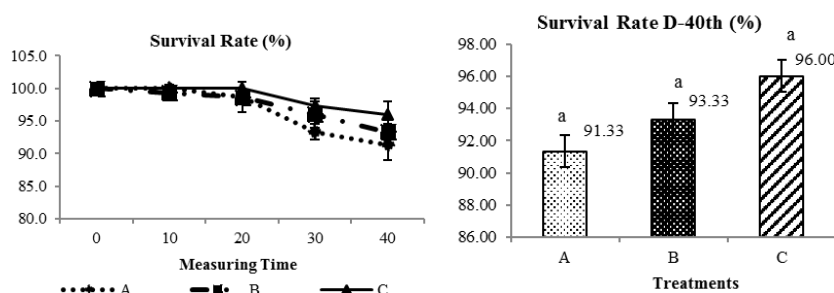 Survival Rate (%)
105.0
100.0
95.0
90.0
85.0
80.0
0 10 20 30 40
Measuring Time
A B C
Survival Rate D-40th (%)
98.00
96.00
94.00
92.00
90.00
88.00
86.00
a 91.33
a 93.33
a 96.00
A B C
Treatments